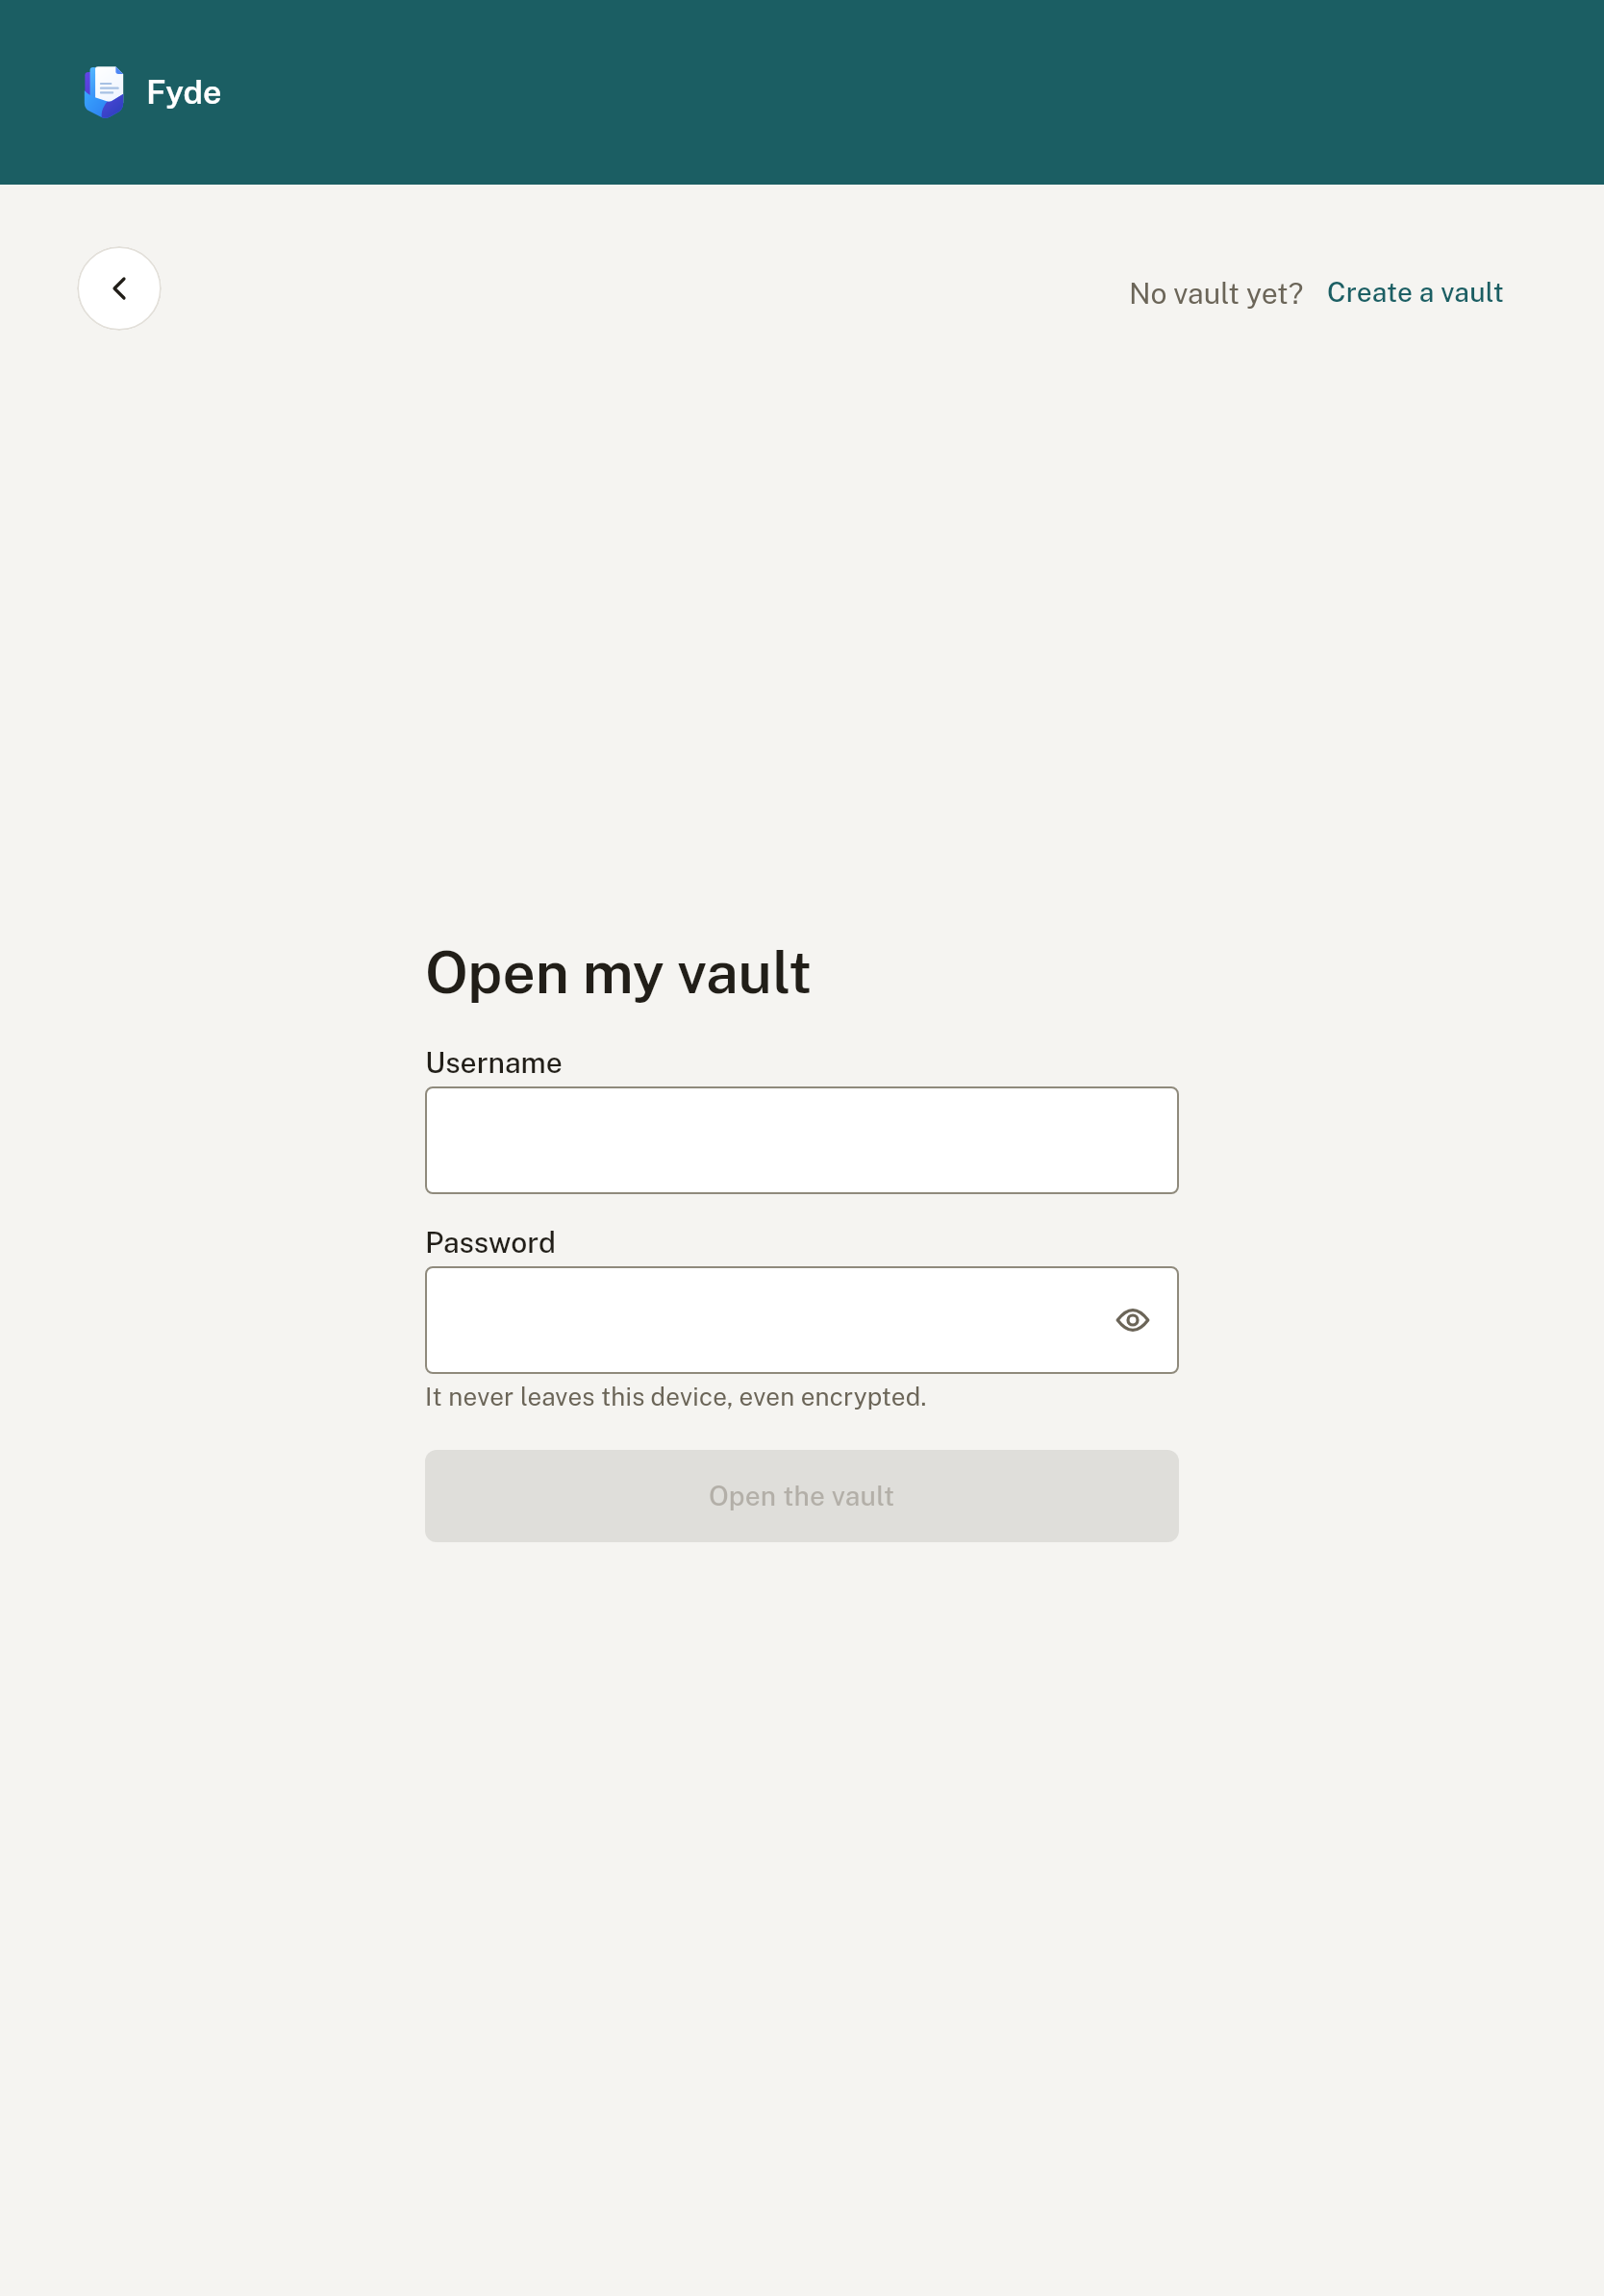 Fyde
No vault yet? Create a vault
Open my vault
Username
Password
It never leaves this device, even encrypted.
Open the vault